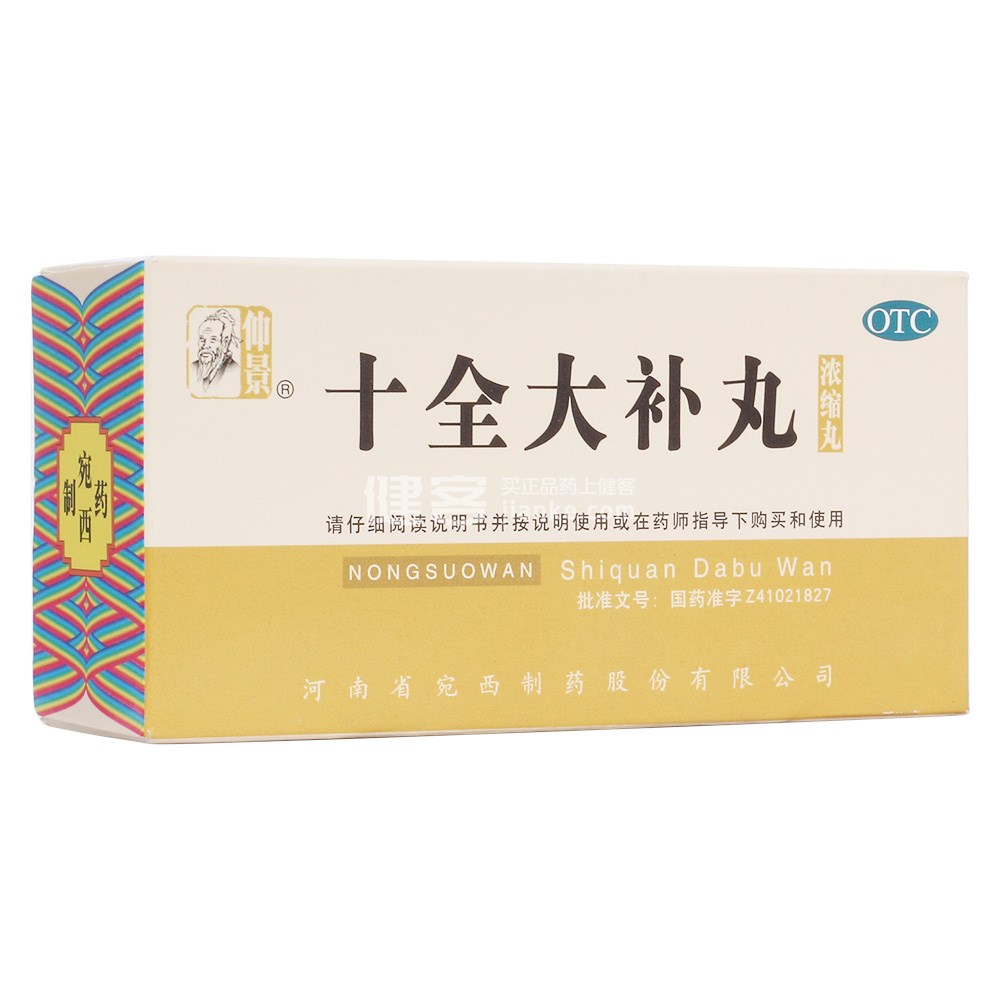 仲景
®
OTC
十全大补丸
浓缩丸
健客 买正品药上健客
jianke.com
请仔细阅读说明书并按说明使用或在药师指导下购买和使用
NONGSUOWAN Shiquan Dabu Wan
批准文号：国药准字Z41021827
河南省宛西制药股份有限公司
宛西制药